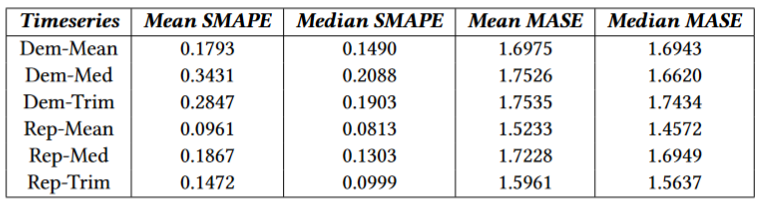 Timeseries Mean SMAPE Median SMAPE Mean MASE Median MASE
Dem-Mean 0.1793 0.1490 1.6975 1.6943
Dem-Med 0.3431 0.2088 1.7526 1.6620
Dem-Trim 0.2847 0.1903 1.7535 1.7434
Rep-Mean 0.0961 0.0813 1.5233 1.4572
Rep-Med 0.1867 0.1303 1.7228 1.6949
Rep-Trim 0.1472 0.0999 1.5961 1.5637